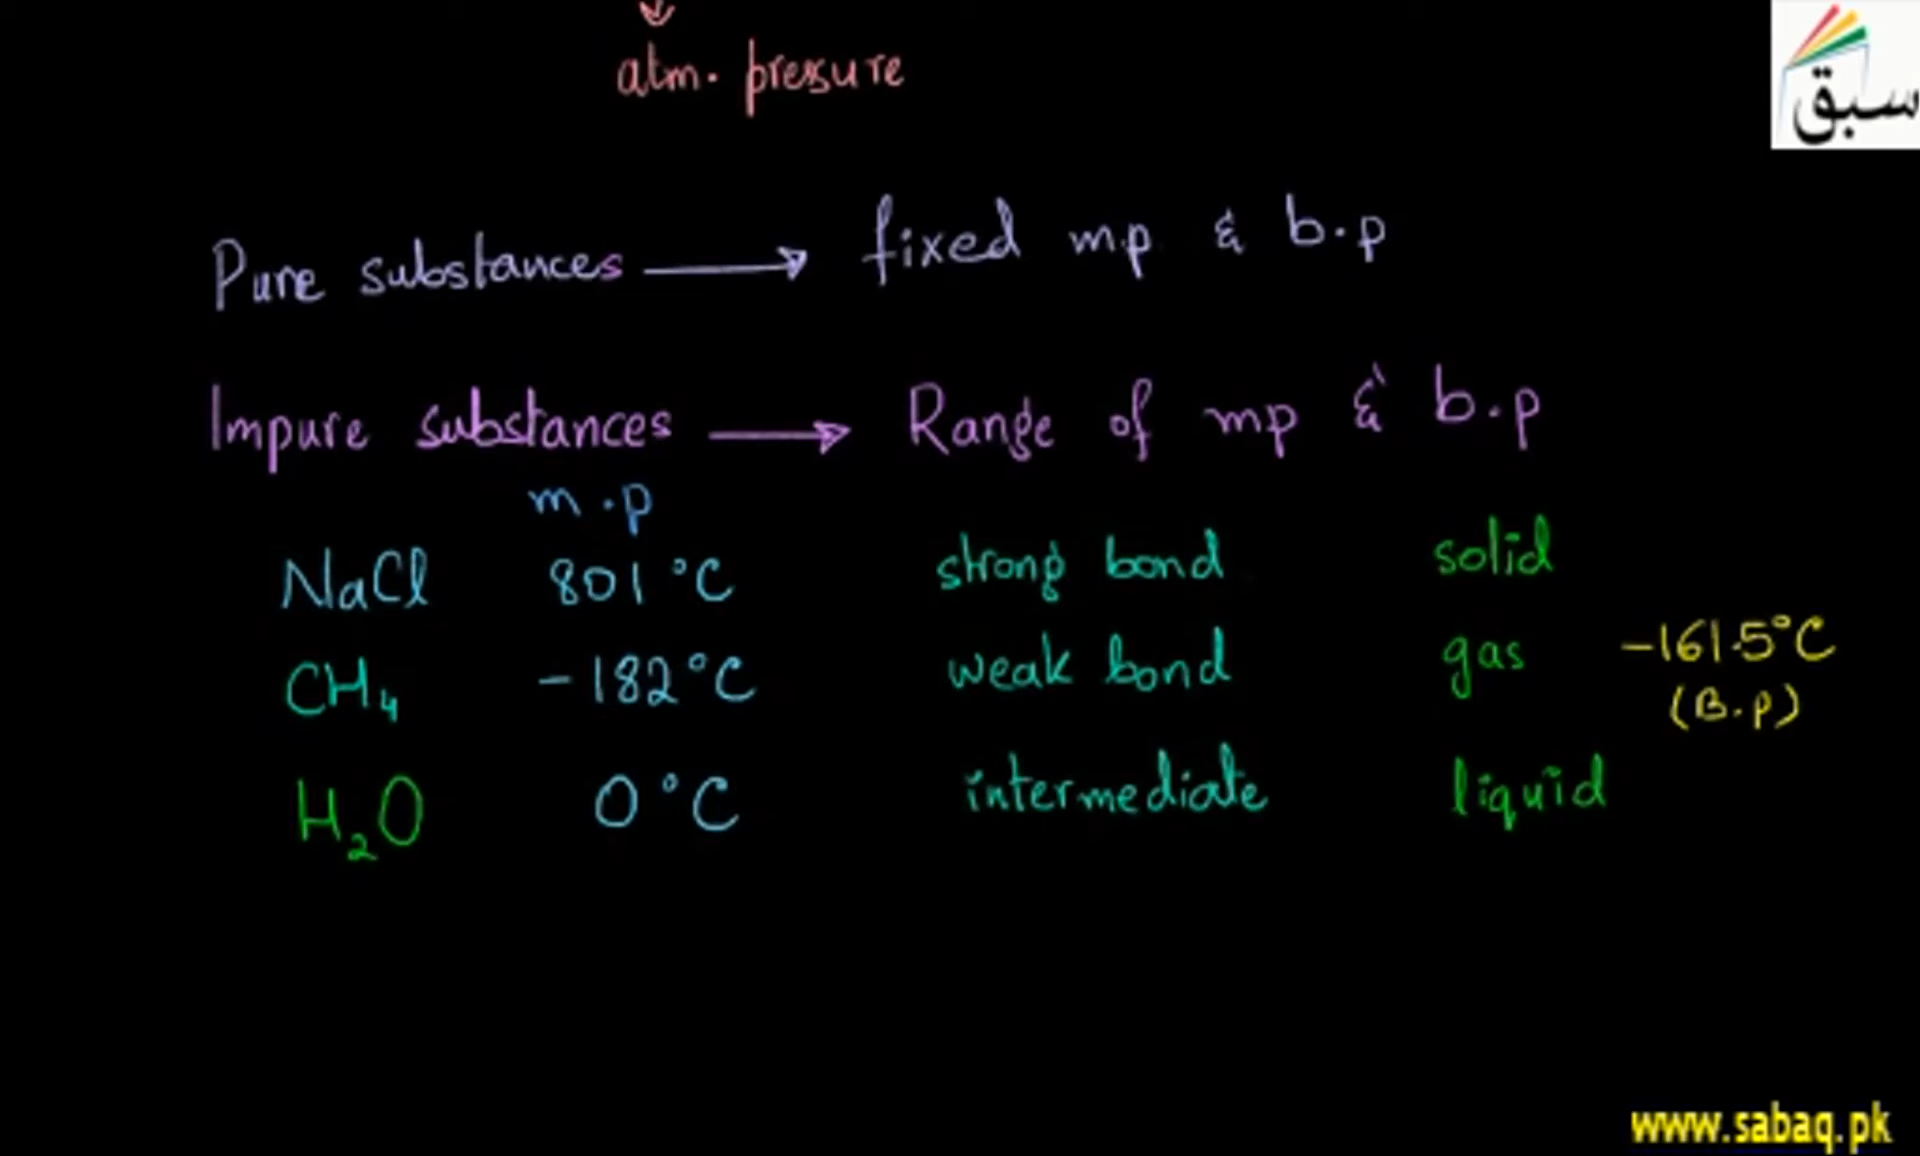 atm. pressure
سبق
Pure substances → fixed mp & b.p
Impure substances → Range of mp & b.p
m.p
NaCl 801°C strong bond solid
CH₄ -182°C weak bond gas -161.5°C
(B.p)
H₂O 0°C intermediate liquid
www.sabaq.pk